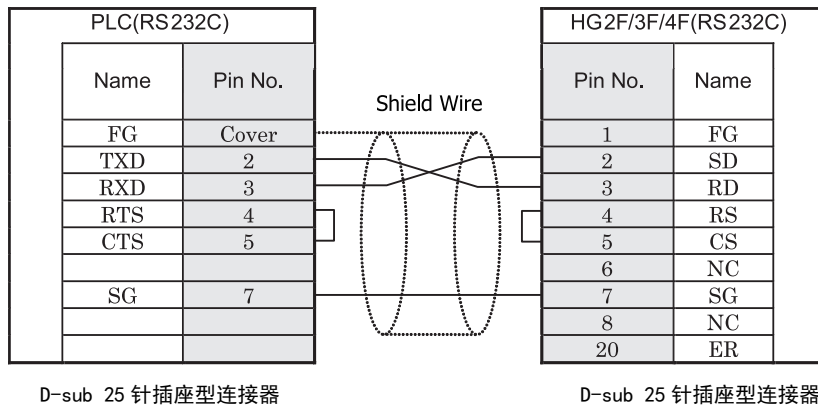 PLC(RS232C)
HG2F/3F/4F(RS232C)
Name Pin No.
Pin No. Name
Shield Wire
FG Cover
1 FG
TXD 2
2 SD
RXD 3
3 RD
RTS 4
4 RS
CTS 5
5 CS
6 NC
SG 7
7 SG
8 NC
20 ER
D-sub 25 针插座型连接器
D-sub 25 针插座型连接器